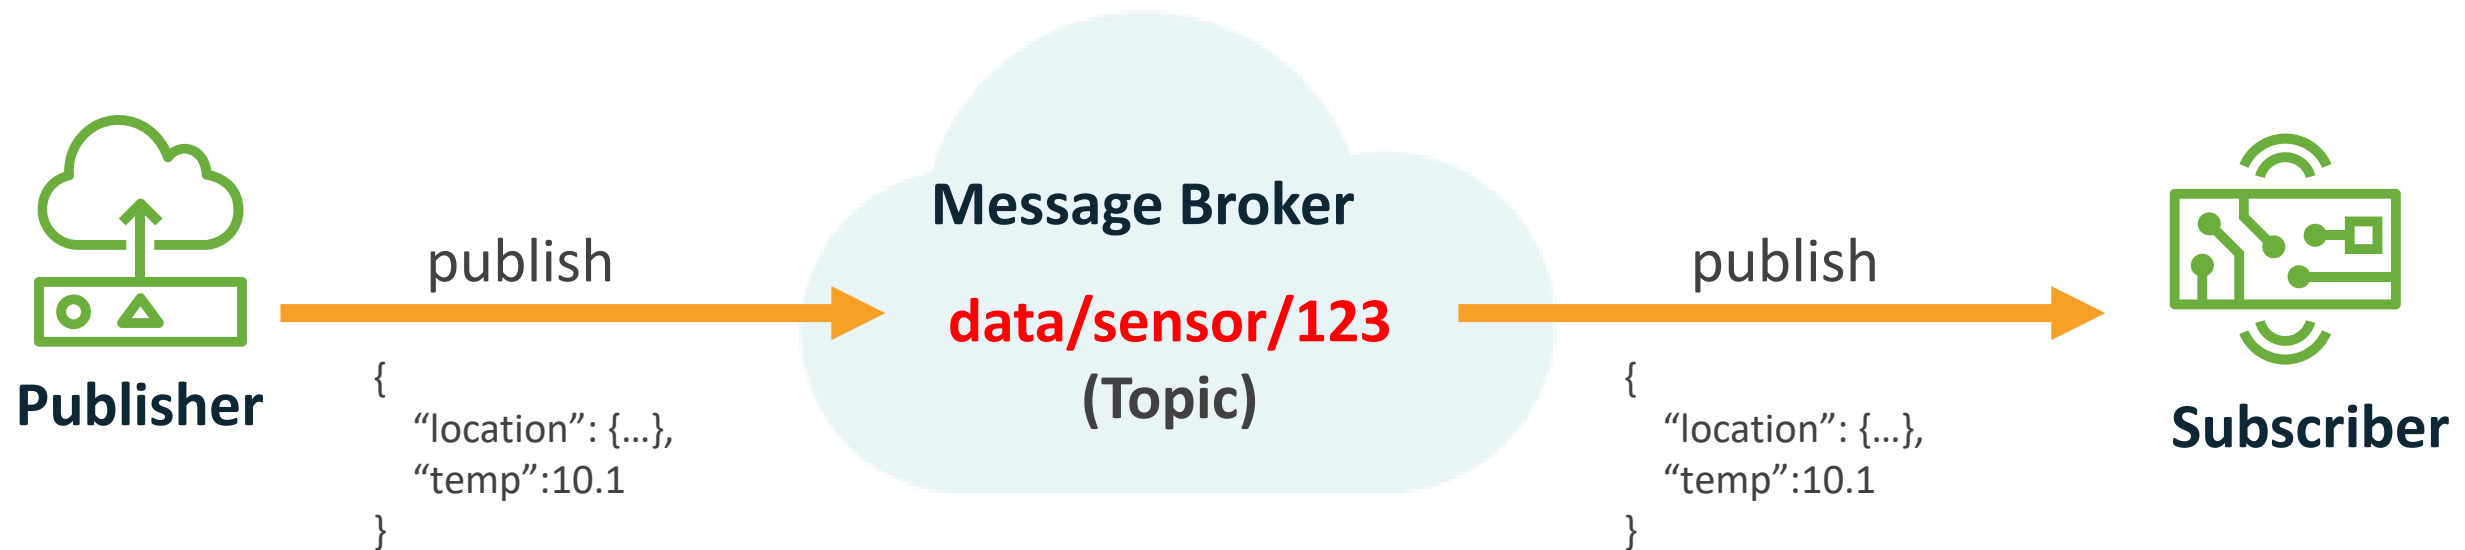 Message Broker
publish
data/sensor/123
(Topic)
publish
Publisher
{
“location”: {...},
“temp”:10.1
}
{
“location”: {...},
“temp”:10.1
}
Subscriber